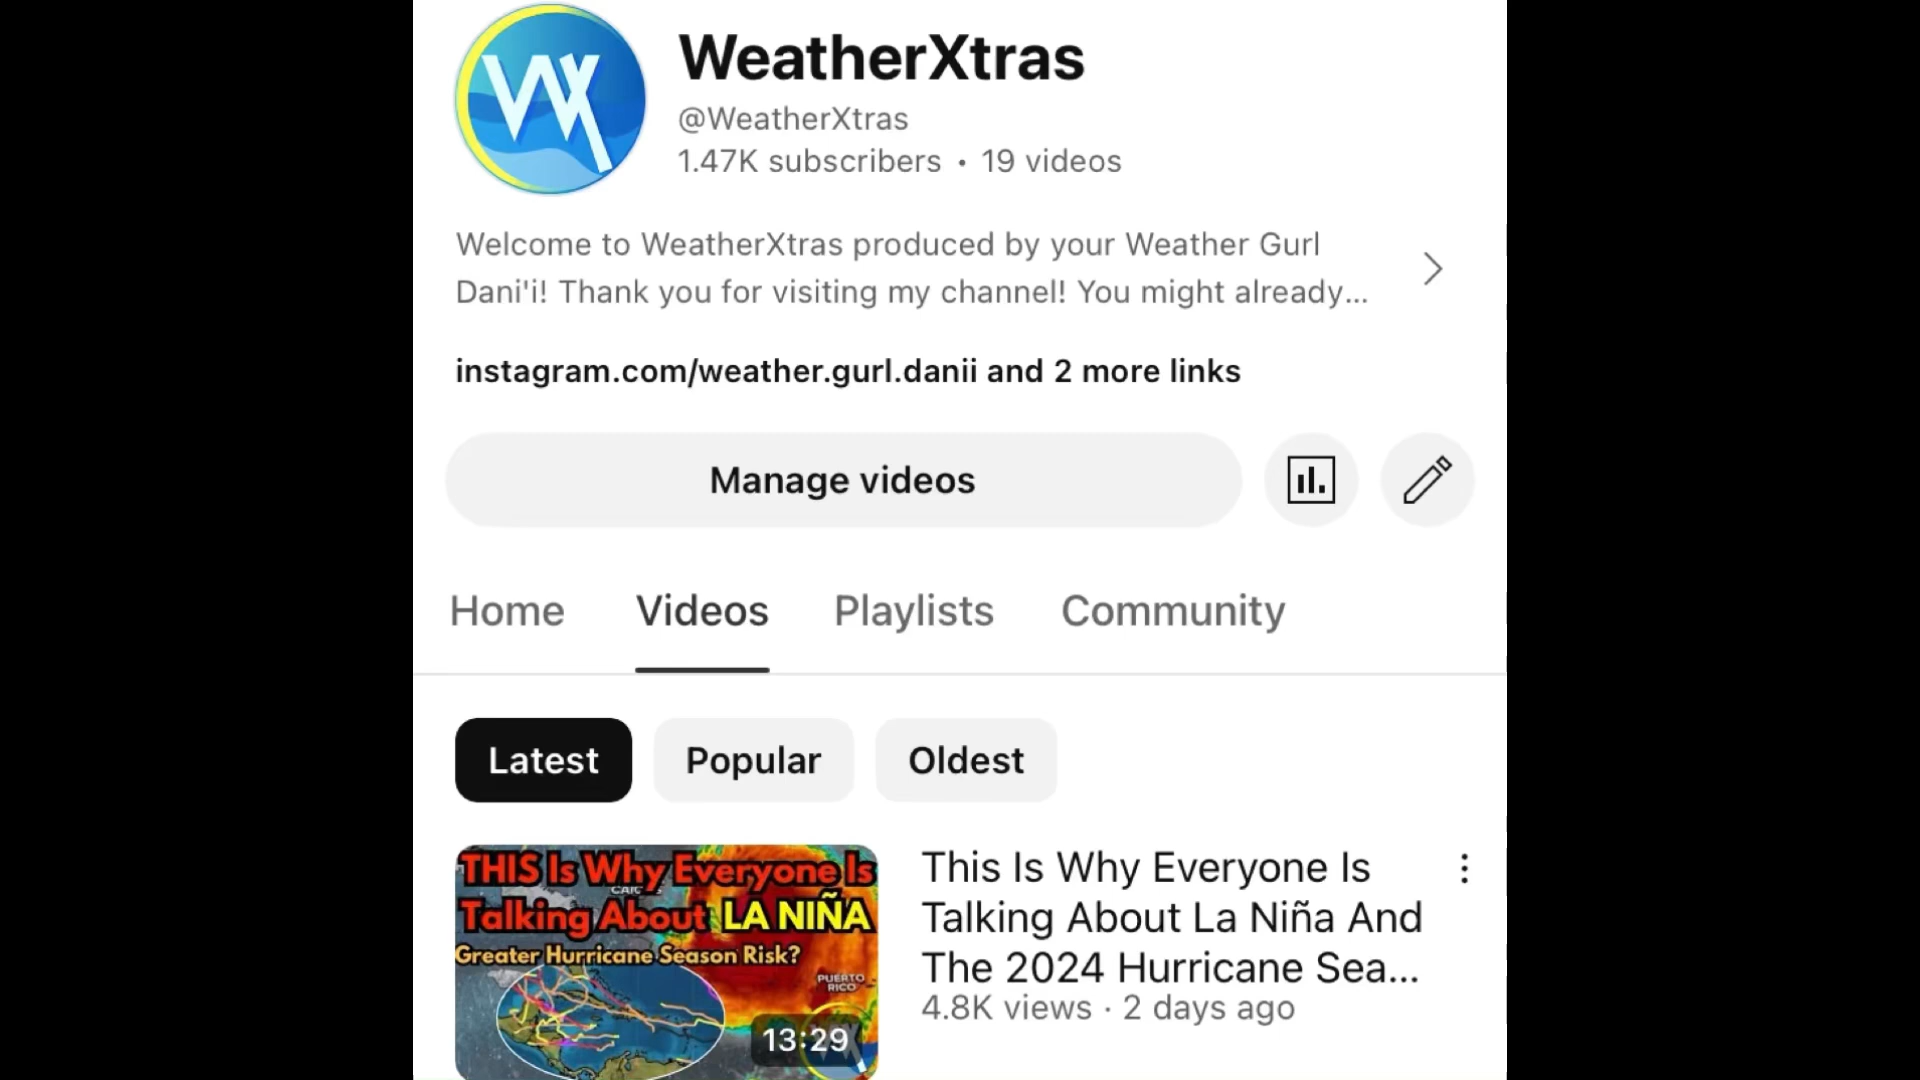 WX
WeatherXtras
@WeatherXtras
1.47K subscribers • 19 videos
Welcome to WeatherXtras produced by your Weather Gurl
Dani'i! Thank you for visiting my channel! You might already...
instagram.com/weather.gurl.danii and 2 more links
Manage videos
Home Videos Playlists Community
Latest Popular Oldest
THIS Is Why Everyone Is
Talking About LA NIÑA
Greater Hurricane Season Risk?
PUERTO
RICO
13:29
This Is Why Everyone Is
Talking About La Niña And
The 2024 Hurricane Sea...
4.8K views · 2 days ago